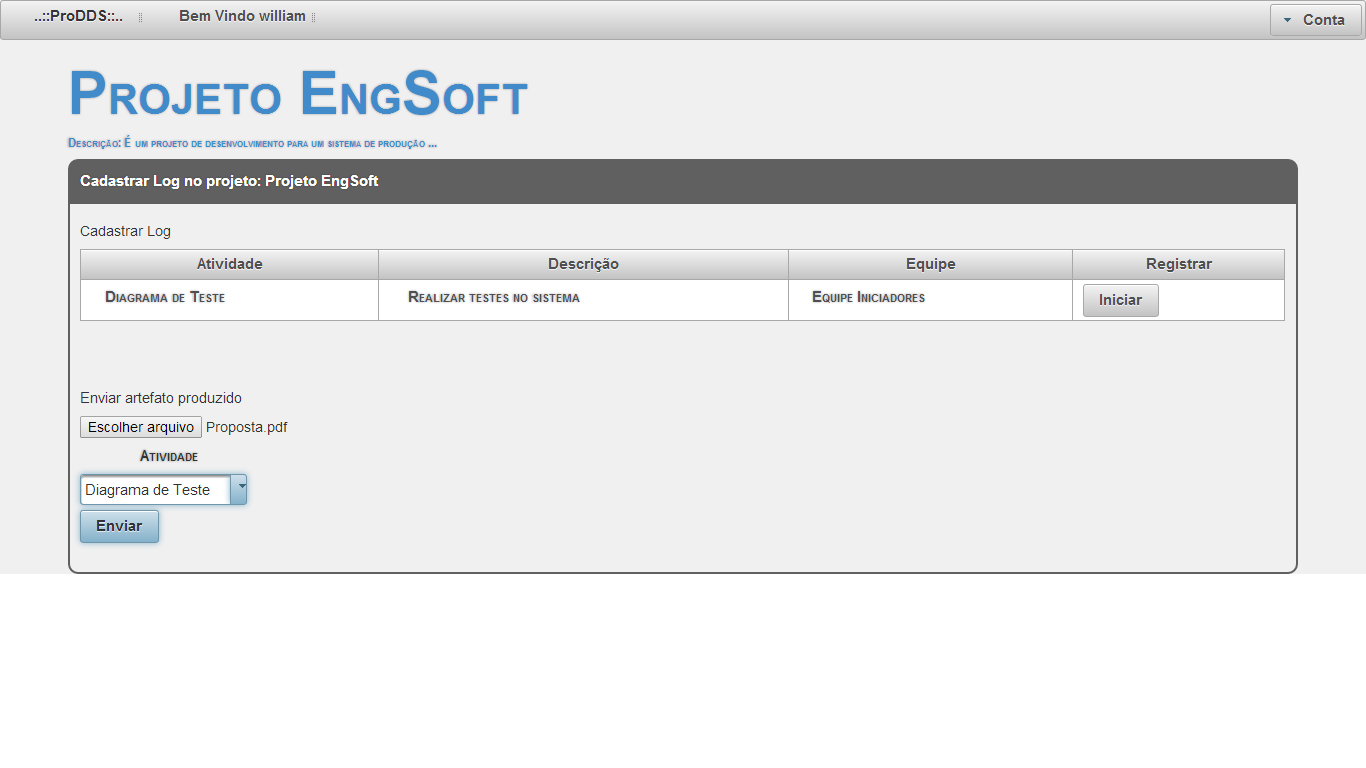 ..::ProDDS::.. Bem Vindo william Conta
Projeto EngSoft
Descrição: É um projeto de desenvolvimento para um sistema de produção ...
Cadastrar Log no projeto: Projeto EngSoft
Cadastrar Log
Atividade Descrição Equipe Registrar
Diagrama de Teste Realizar testes no sistema Equipe Iniciadores Iniciar
Enviar artefato produzido
Escolher arquivo Proposta.pdf
Atividade
Diagrama de Teste
Enviar